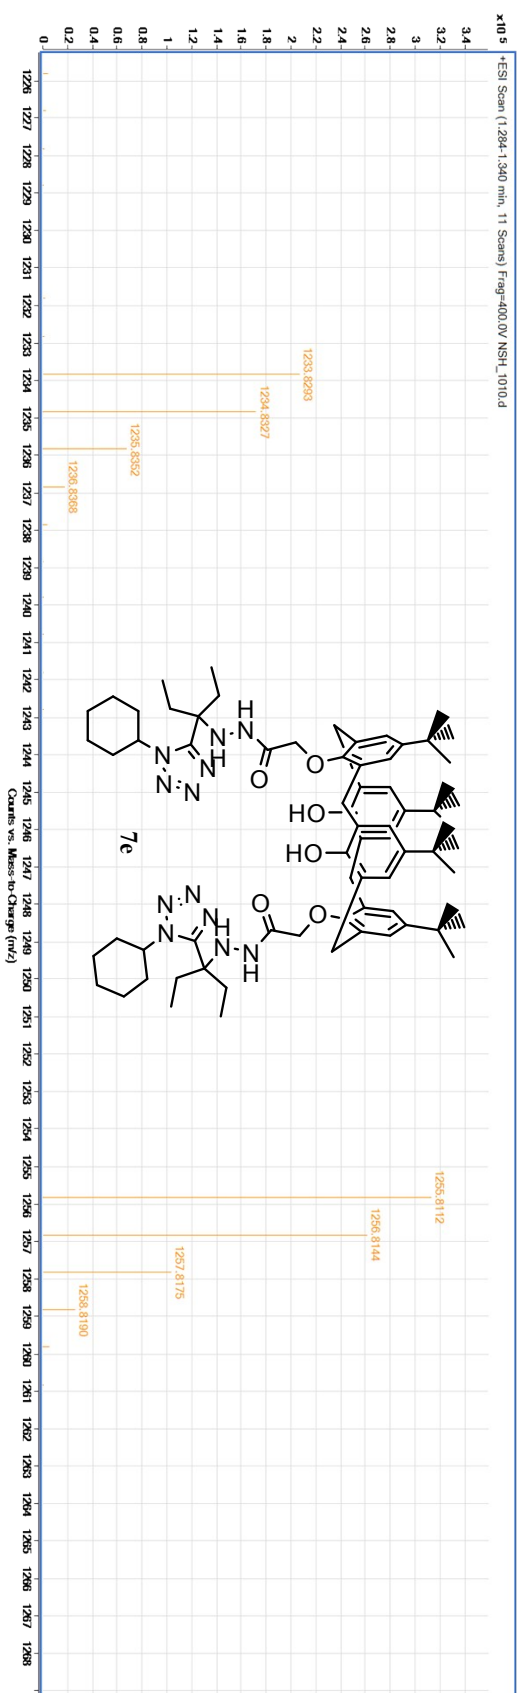 +ESI Scan (1.284-1.340 min, 11 Scans) Frag=400.0V NSH_1010.d
x10 5
3.4
3.2
3
2.8
2.6
2.4
2.2
2
1.8
1.6
1.4
1.2
1
0.8
0.6
0.4
0.2
0
1233.8293
1234.8327
1235.8352
1236.8368
1255.8112
1256.8144
1257.8175
1258.8190
O
HO
HO
O
H
N
N
H
O
N
N
N
N
O
N
H
N
H
N
N
N
N
7e
1226 1227 1228 1229 1230 1231 1232 1233 1234 1235 1236 1237 1238 1239 1240 1241 1242 1243 1244 1245 1246 1247 1248 1249 1250 1251 1252 1253 1254 1255 1256 1257 1258 1259 1260 1261 1262 1263 1264 1265 1266 1267 1268
Counts vs. Mass-to-Charge (m/z)